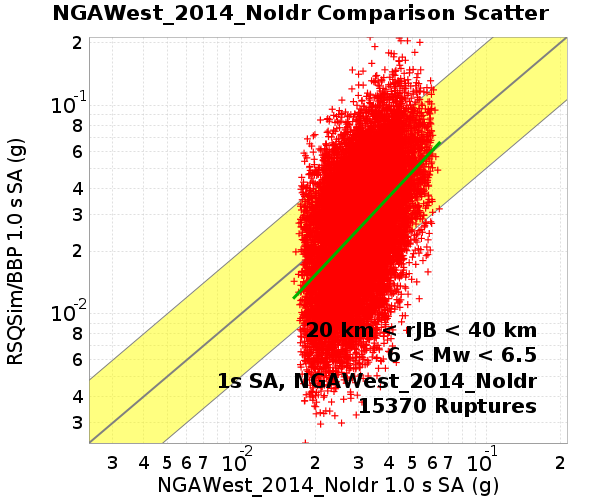 NGAWest_2014_NoIdr Comparison Scatter
2
10-1
8
6
4
3
2
10-2
8
6
4
3
RSQSim/BBP 1.0 s SA (g)
20 km < rJB < 40 km
6 < Mw < 6.5
1s SA, NGAWest_2014_NoIdr
15370 Ruptures
3 4 5 6 7 10-2 2 3 4 5 6 7 10-1 2
NGAWest_2014_NoIdr 1.0 s SA (g)